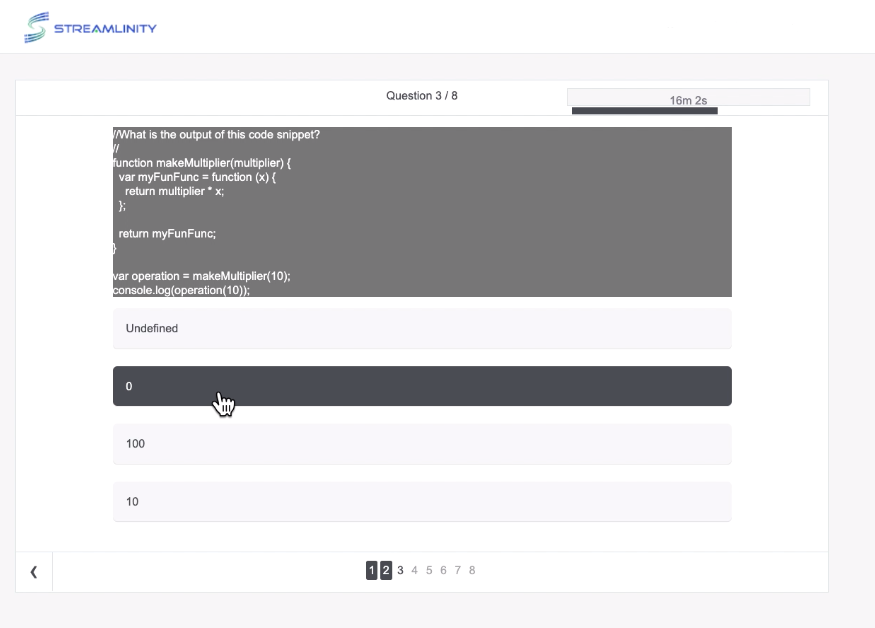 STREAMLINITY
Question 3 / 8
16m 2s
//What is the output of this code snippet?
//
function makeMultiplier(multiplier) {
  var myFunFunc = function (x) {
    return multiplier * x;
  };

  return myFunFunc;
}

var operation = makeMultiplier(10);
console.log(operation(10));
Undefined
0
100
10
❮
1 2 3 4 5 6 7 8